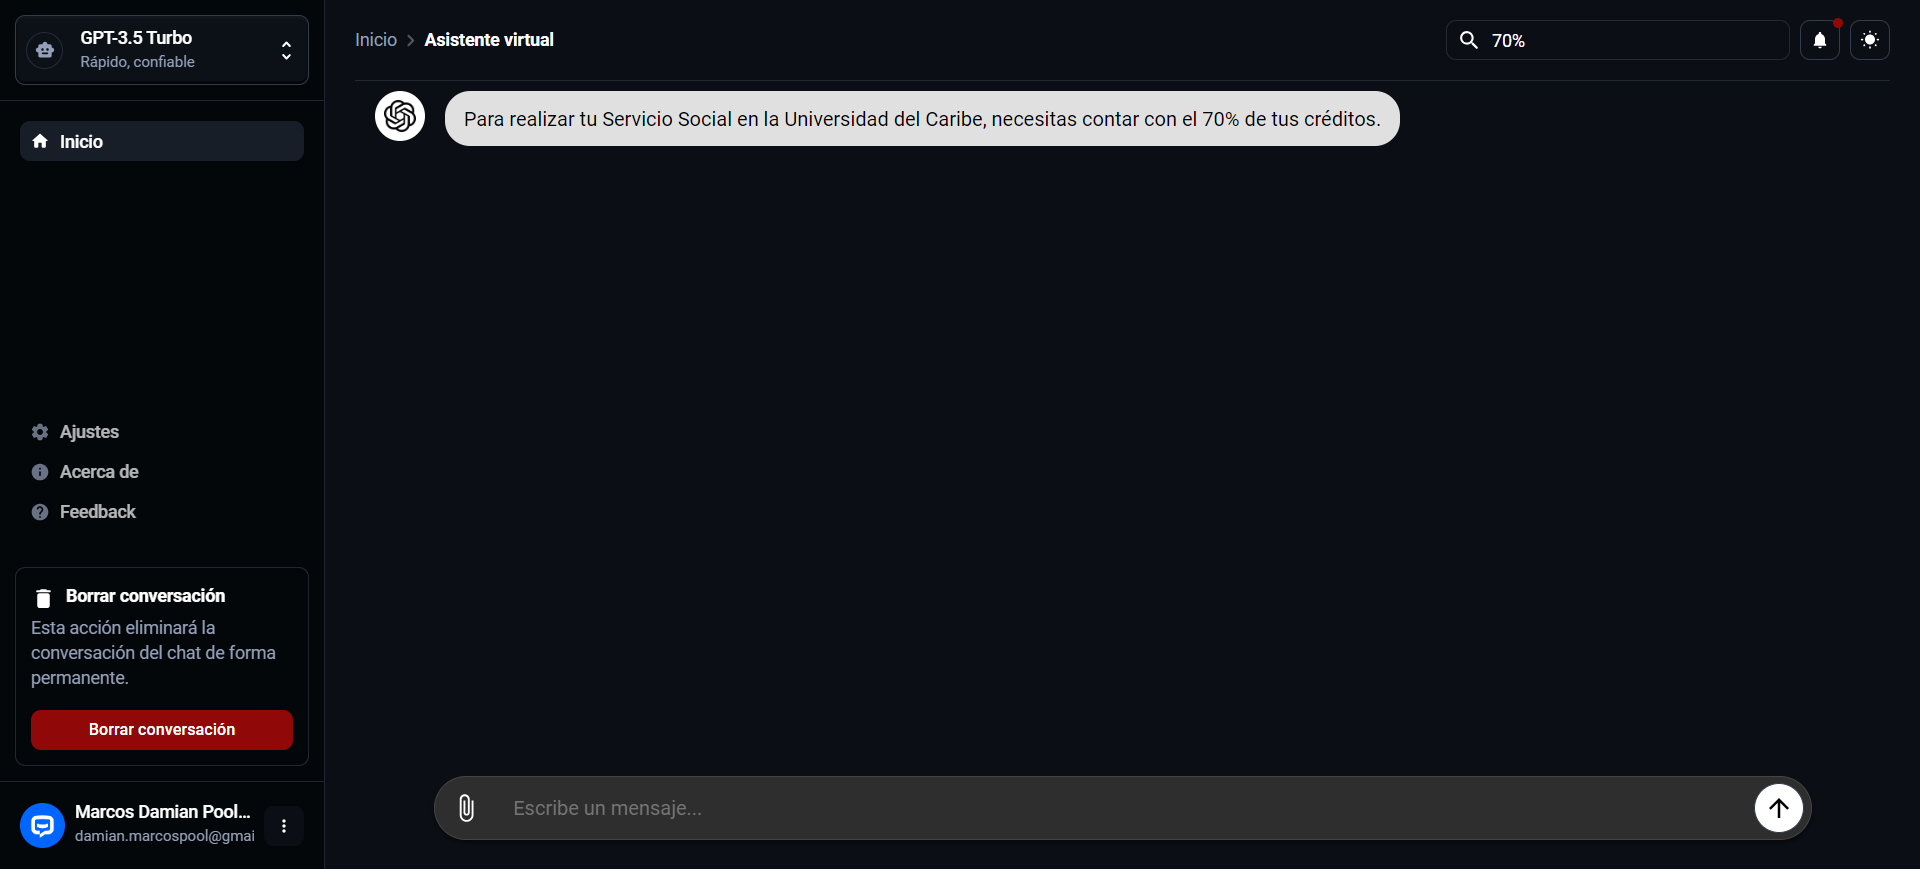 GPT-3.5 Turbo
Rápido, confiable
Inicio
Ajustes
Acerca de
Feedback
Borrar conversación
Esta acción eliminará la
conversación del chat de forma
permanente.
Borrar conversación
Marcos Damian Pool...
damian.marcospool@gmai
Inicio > Asistente virtual
70%
Para realizar tu Servicio Social en la Universidad del Caribe, necesitas contar con el 70% de tus créditos.
Escribe un mensaje...